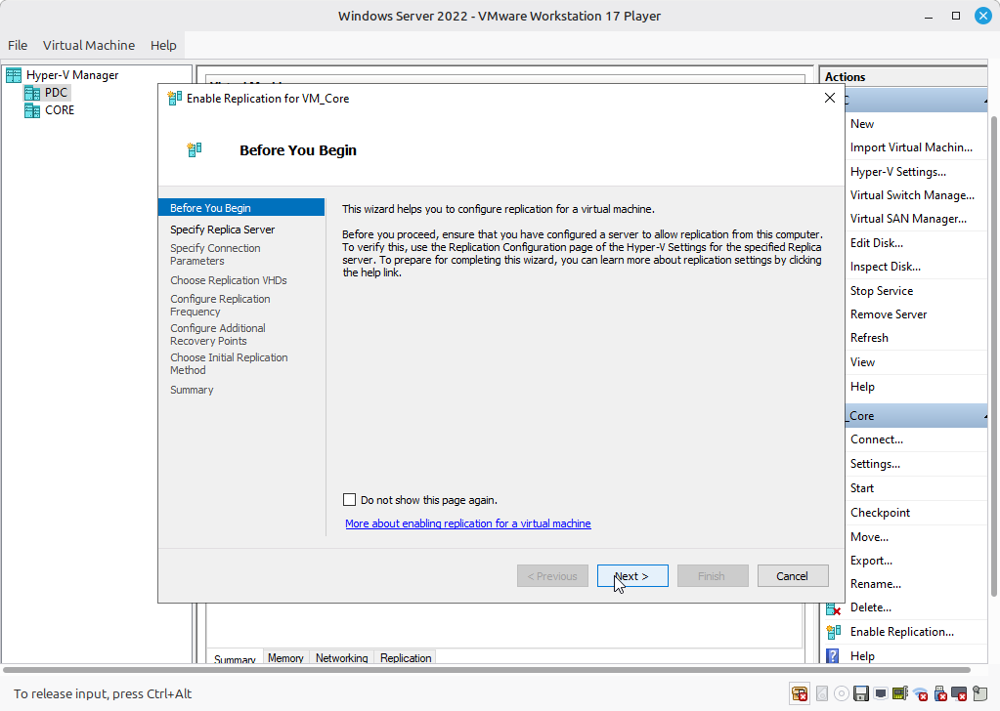 Windows Server 2022 - VMware Workstation 17 Player
File Virtual Machine Help
Hyper-V Manager
PDC
CORE
Enable Replication for VM_Core
Before You Begin
Before You Begin
Specify Replica Server
Specify Connection
Parameters
Choose Replication VHDs
Configure Replication
Frequency
Configure Additional
Recovery Points
Choose Initial Replication
Method
Summary
This wizard helps you to configure replication for a virtual machine.
Before you proceed, ensure that you have configured a server to allow replication from this computer.
To verify this, use the Replication Configuration page of the Hyper-V Settings for the specified Replica
server. To prepare for completing this wizard, you can learn more about replication settings by clicking
the help link.
Do not show this page again.
More about enabling replication for a virtual machine
< Previous
Next >
Finish
Cancel
Summary Memory Networking Replication
Actions
New
Import Virtual Machin...
Hyper-V Settings...
Virtual Switch Manage...
Virtual SAN Manager...
Edit Disk...
Inspect Disk...
Stop Service
Remove Server
Refresh
View
Help
_Core
Connect...
Settings...
Start
Checkpoint
Move...
Export...
Rename...
Delete...
Enable Replication...
Help
To release input, press Ctrl+Alt